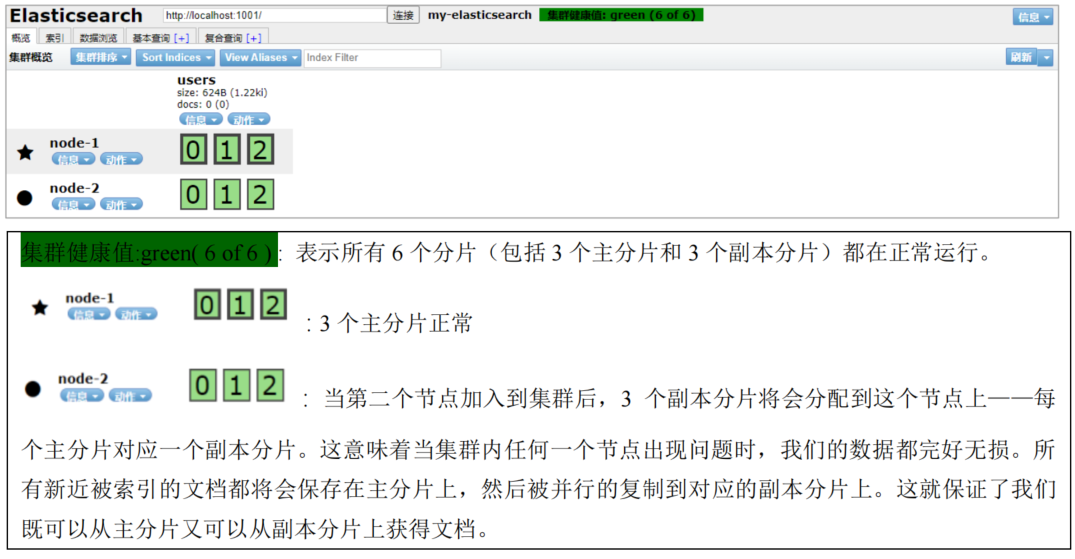 Elasticsearch http://localhost:1001/ 连接 my-elasticsearch 集群健康值: green (6 of 6) 信息
概览 索引 数据浏览 基本查询 [+] 复合查询 [+]
集群概览 集群排序 Sort Indices View Aliases Index Filter 刷新
users
size: 624B (1.22ki)
docs: 0 (0)
信息 动作
node-1 0 1 2
信息 动作
node-2 0 1 2
信息 动作
集群健康值:green( 6 of 6 ) : 表示所有 6 个分片（包括 3 个主分片和 3 个副本分片）都在正常运行。
node-1 0 1 2
信息 动作 : 3 个主分片正常
node-2 0 1 2
信息 动作 : 当第二个节点加入到集群后，3 个副本分片将会分配到这个节点上——每
个主分片对应一个副本分片。这意味着当集群内任何一个节点出现问题时，我们的数据都完好无损。所
有新近被索引的文档都将会保存在主分片上，然后被并行的复制到对应的副本分片上。这就保证了我们
既可以从主分片又可以从副本分片上获得文档。